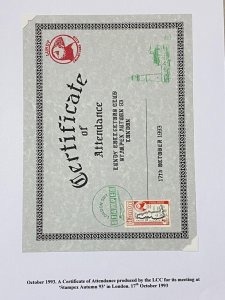 Certificate
of
Attendance
LUNDY COLLECTORS CLUB
STAMPEX AUTUMN 93
LONDON
17th OCTOBER 1993
LUNDY
October 1993. A Certificate of Attendance produced by the LCC for its meeting at
'Stampex Autumn 93' in London. 17th October 1993